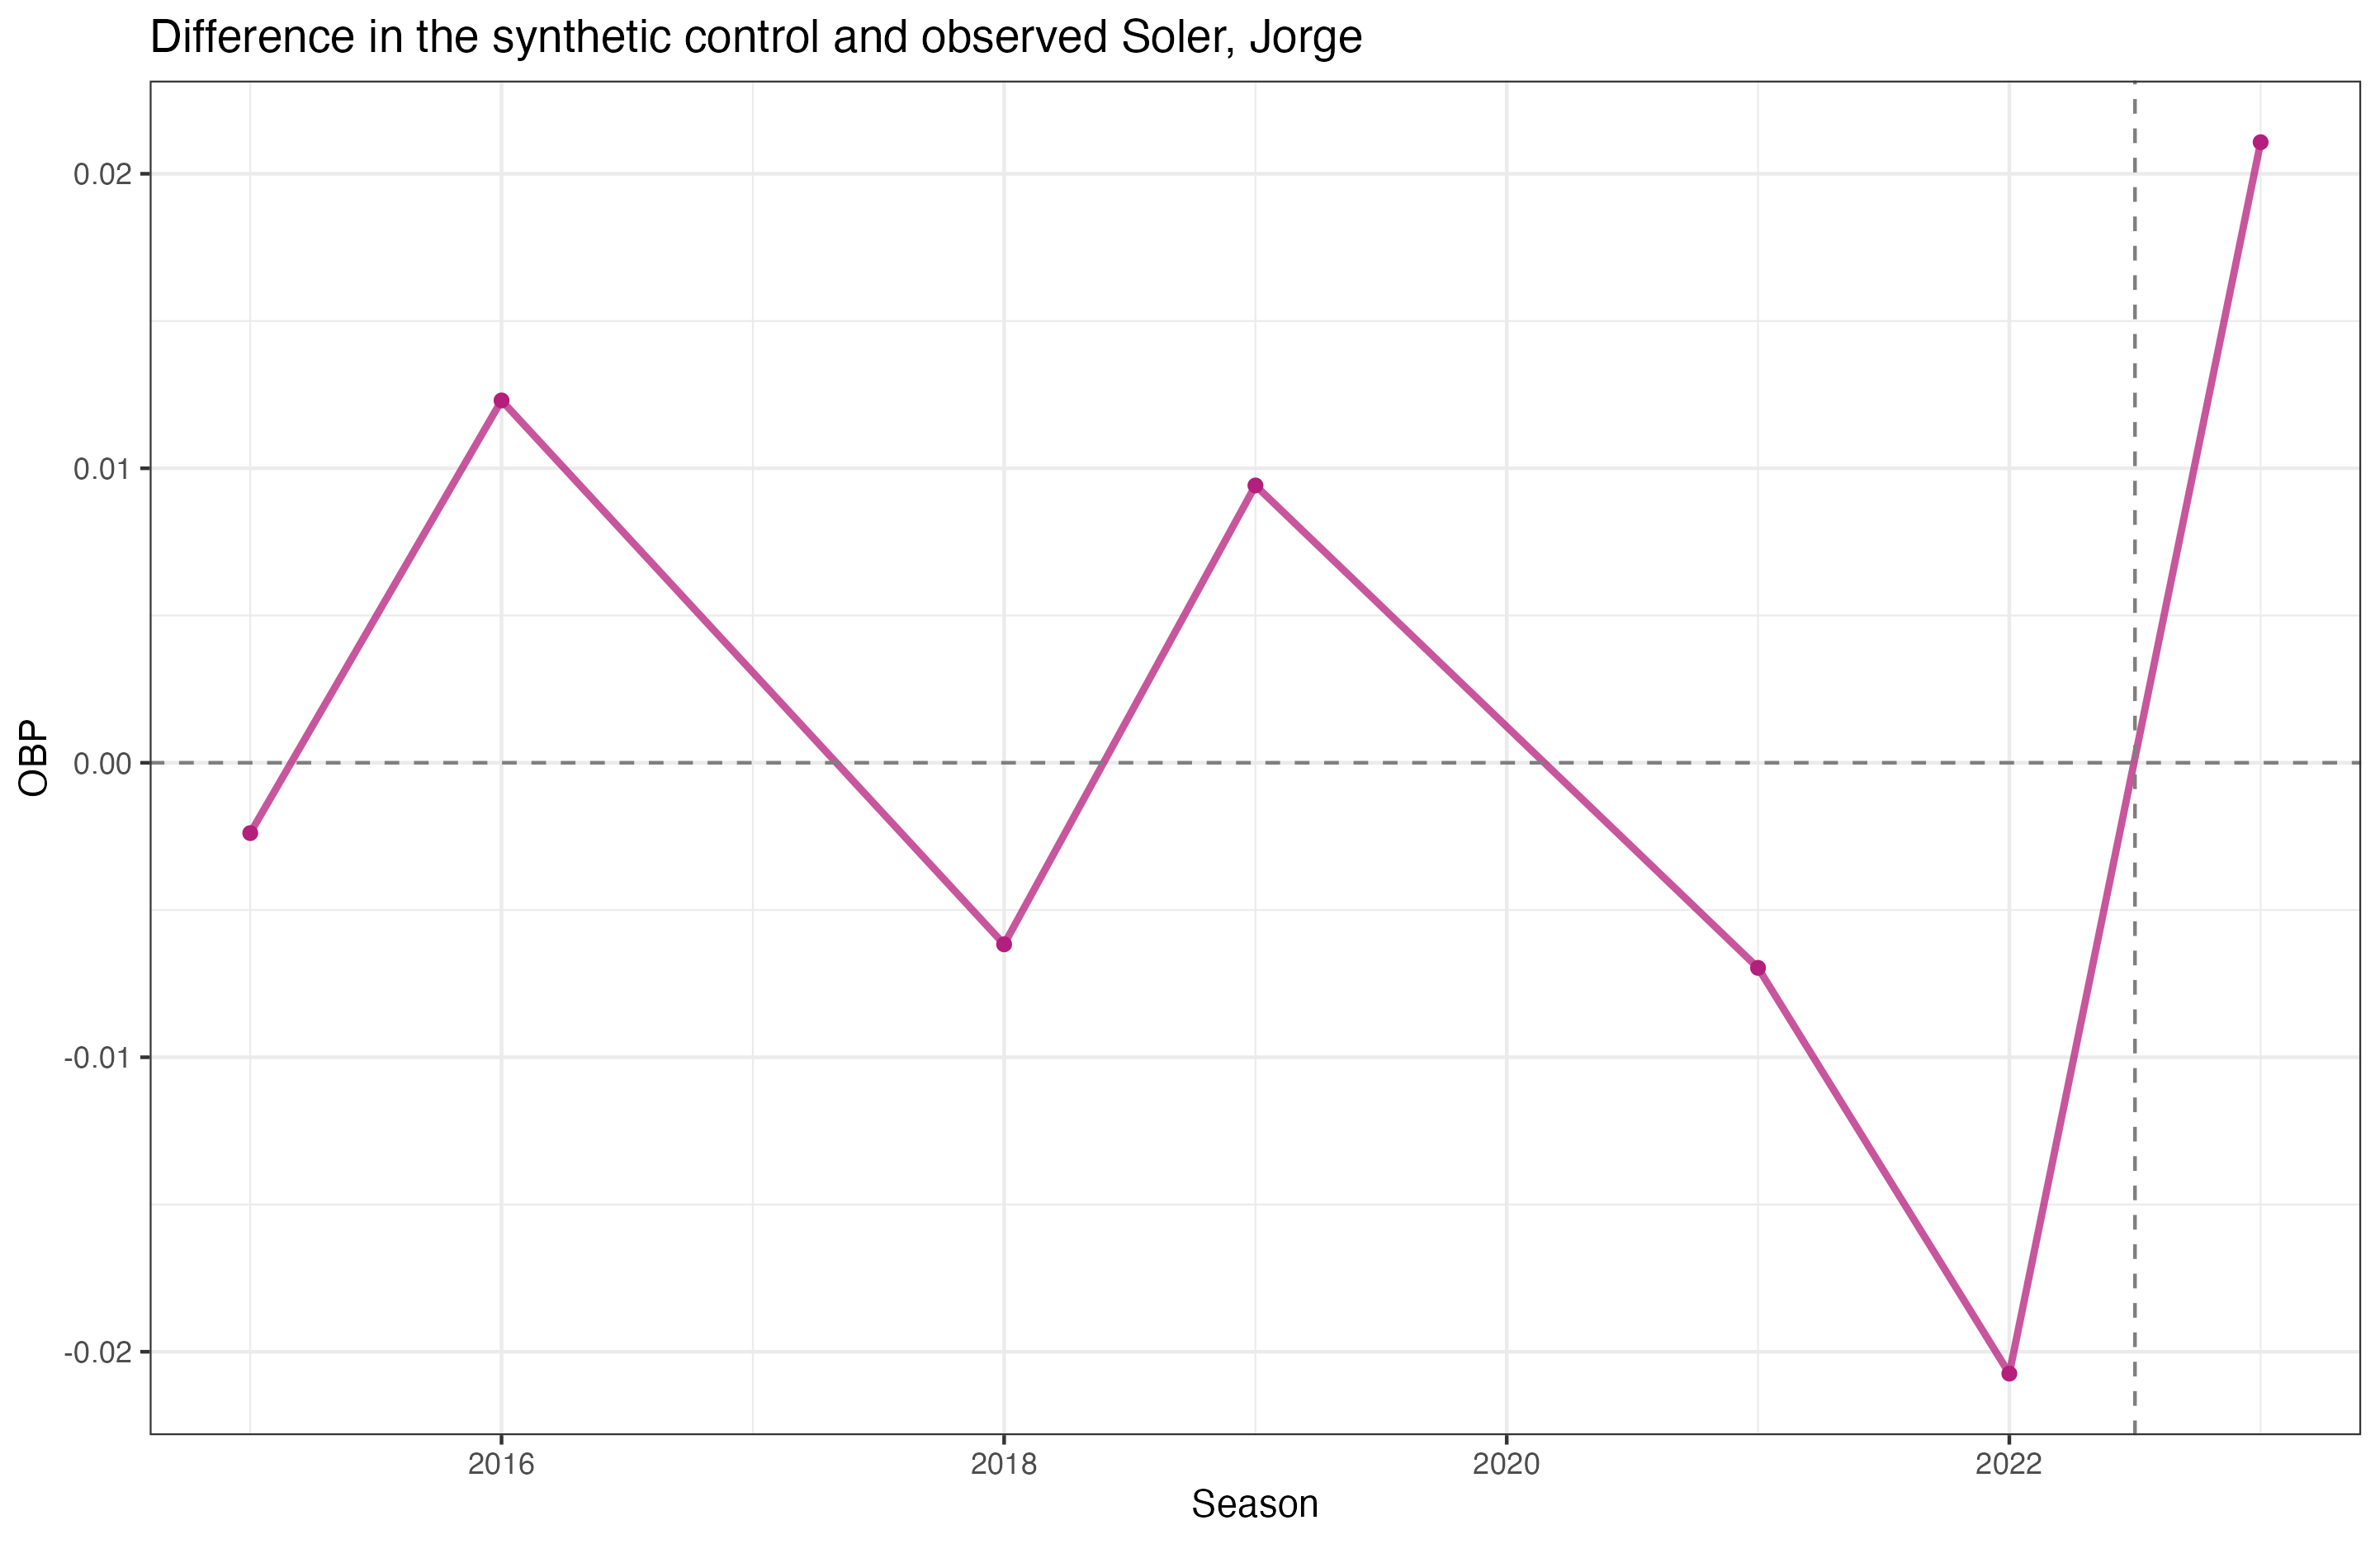 Difference in the synthetic control and observed Soler, Jorge
0.02
0.01
0.00
-0.01
-0.02
OBP
2016 2018 2020 2022
Season